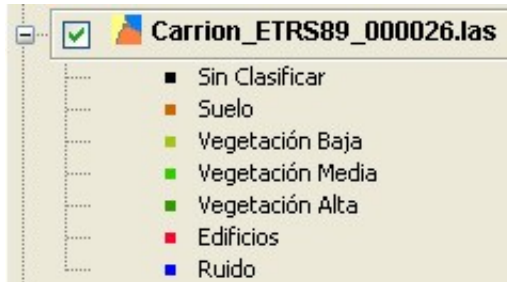 Carrion_ETRS89_000026.las
Sin Clasificar
Suelo
Vegetación Baja
Vegetación Media
Vegetación Alta
Edificios
Ruido